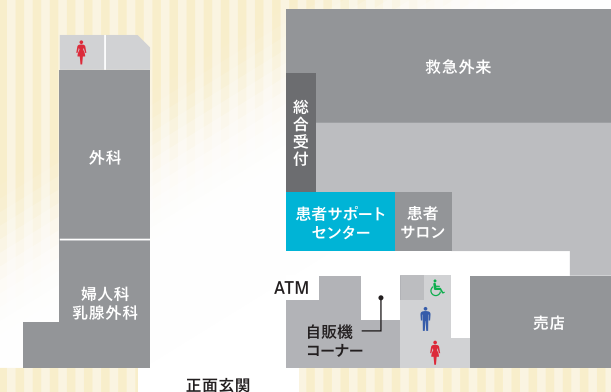 救急外来
総合受付
外科
患者サポート
センター
患者
サロン
婦人科
乳腺外科
ATM
自販機
コーナー
売店
正面玄関